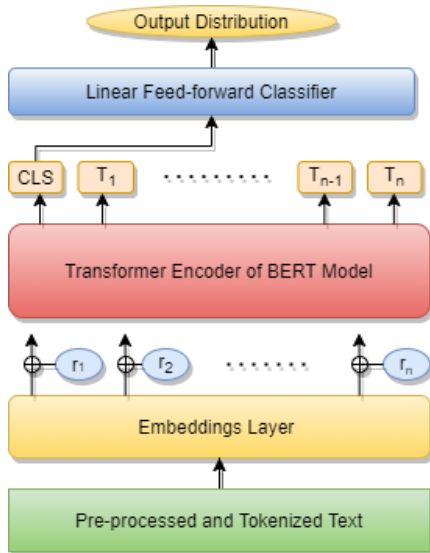 Output Distribution
Linear Feed-forward Classifier
CLS T₁ ......... Tₙ₋₁ Tₙ
Transformer Encoder of BERT Model
r₁ r₂ ....... rₙ
Embeddings Layer
Pre-processed and Tokenized Text